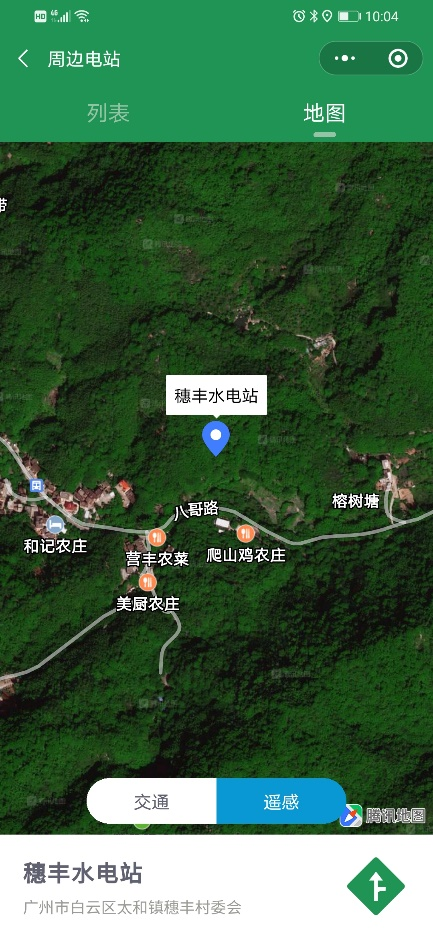 HD 4G 10:04
周边电站
列表 地图
带
穗丰水电站
八哥路
榕树塘
和记农庄
营丰农菜
爬山鸡农庄
美厨农庄
交通 遥感
腾讯地图
穗丰水电站
广州市白云区太和镇穗丰村委会